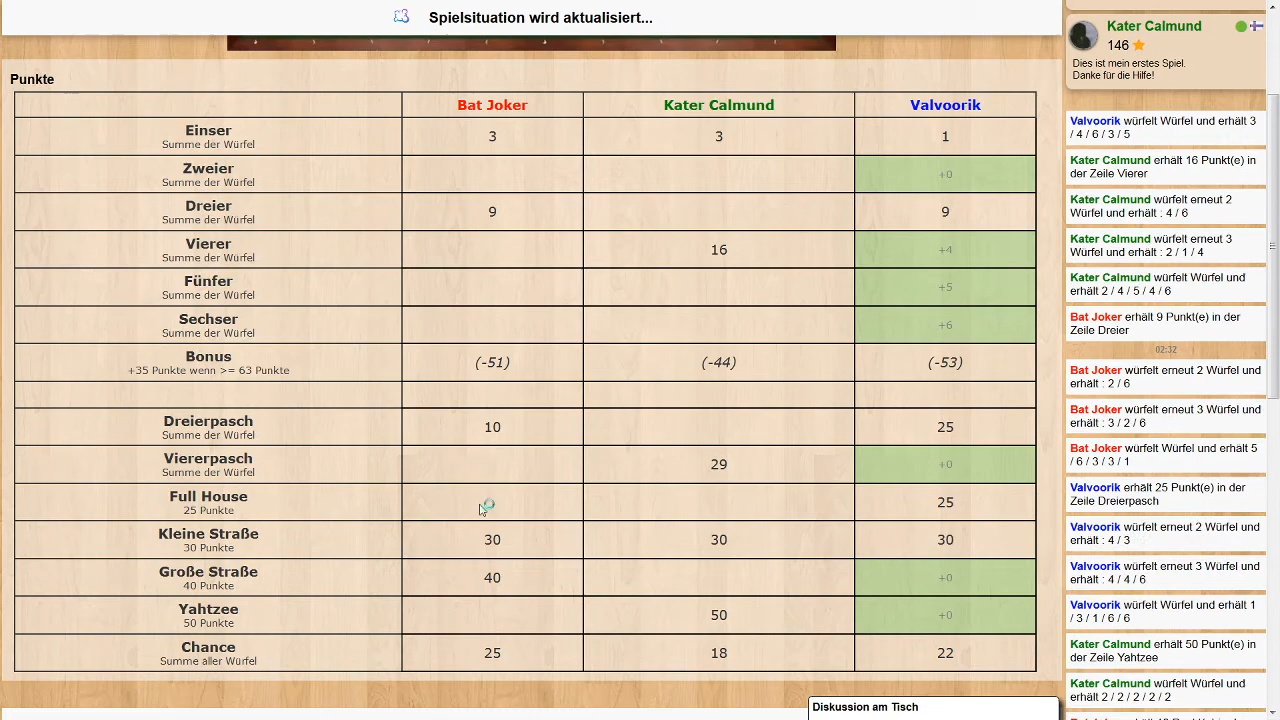 Spielsituation wird aktualisiert...
Punkte
Bat Joker Kater Calmund Valvoorik
Einser 3 3 1
Summe der Würfel
Zweier +0
Summe der Würfel
Dreier 9 9
Summe der Würfel
Vierer 16 +4
Summe der Würfel
Fünfer +5
Summe der Würfel
Sechser +6
Summe der Würfel
Bonus (-51) (-44) (-53)
+35 Punkte wenn >= 63 Punkte
Dreierpasch 10 25
Summe der Würfel
Viererpasch 29 +0
Summe der Würfel
Full House 25
25 Punkte
Kleine Straße 30 30 30
30 Punkte
Große Straße 40 +0
40 Punkte
Yahtzee 50 +0
50 Punkte
Chance 25 18 22
Summe aller Würfel
Diskussion am Tisch
Kater Calmund
146
Dies ist mein erstes Spiel.
Danke für die Hilfe!
Valvoorik würfelt Würfel und erhält 3
/ 4 / 6 / 3 / 5
Kater Calmund erhält 16 Punkt(e) in
der Zeile Vierer
Kater Calmund würfelt erneut 2
Würfel und erhält : 4 / 6
Kater Calmund würfelt erneut 3
Würfel und erhält : 2 / 1 / 4
Kater Calmund würfelt Würfel und
erhält 2 / 4 / 5 / 4 / 6
Bat Joker erhält 9 Punkt(e) in der
Zeile Dreier
02:32
Bat Joker würfelt erneut 2 Würfel und
erhält : 2 / 6
Bat Joker würfelt erneut 3 Würfel und
erhält : 3 / 2 / 6
Bat Joker würfelt Würfel und erhält 5
/ 6 / 3 / 3 / 1
Valvoorik erhält 25 Punkt(e) in der
Zeile Dreierpasch
Valvoorik würfelt erneut 2 Würfel und
erhält : 4 / 3
Valvoorik würfelt erneut 3 Würfel und
erhält : 4 / 4 / 6
Valvoorik würfelt Würfel und erhält 1
/ 3 / 1 / 6 / 6
Kater Calmund erhält 50 Punkt(e) in
der Zeile Yahtzee
Kater Calmund würfelt Würfel und
erhält 2 / 2 / 2 / 2 / 2